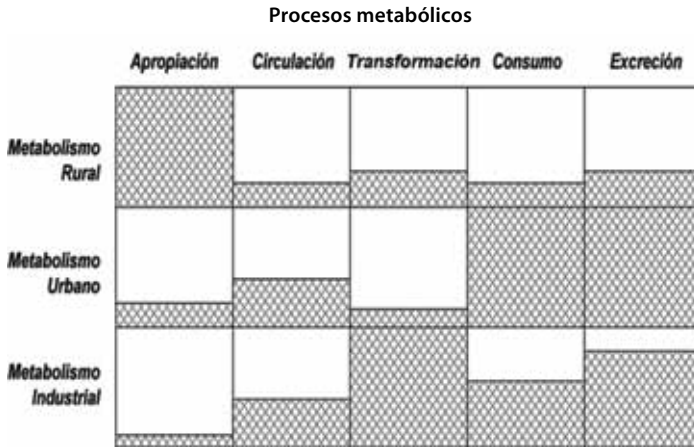 Procesos metabólicos
Apropiación Circulación Transformación Consumo Excreción
Metabolismo
Rural
Metabolismo
Urbano
Metabolismo
Industrial